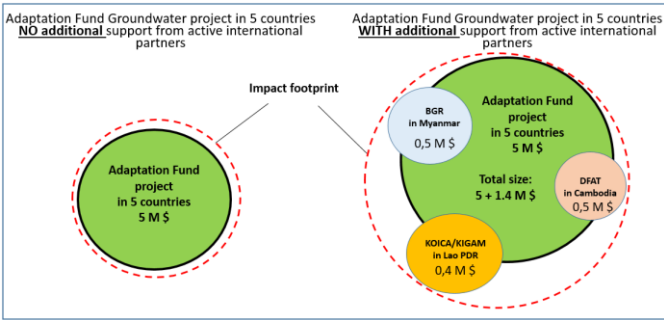 Adaptation Fund Groundwater project in 5 countries
NO additional support from active international
partners
Adaptation Fund Groundwater project in 5 countries
WITH additional support from active international
partners
Impact footprint
Adaptation Fund
project
in 5 countries
5 M $
BGR
in Myanmar
0,5 M $
Adaptation Fund
project
in 5 countries
5 M $
Total size:
5 + 1.4 M $
DFAT
in Cambodia
0,5 M $
KOICA/KIGAM
in Lao PDR
0,4 M $